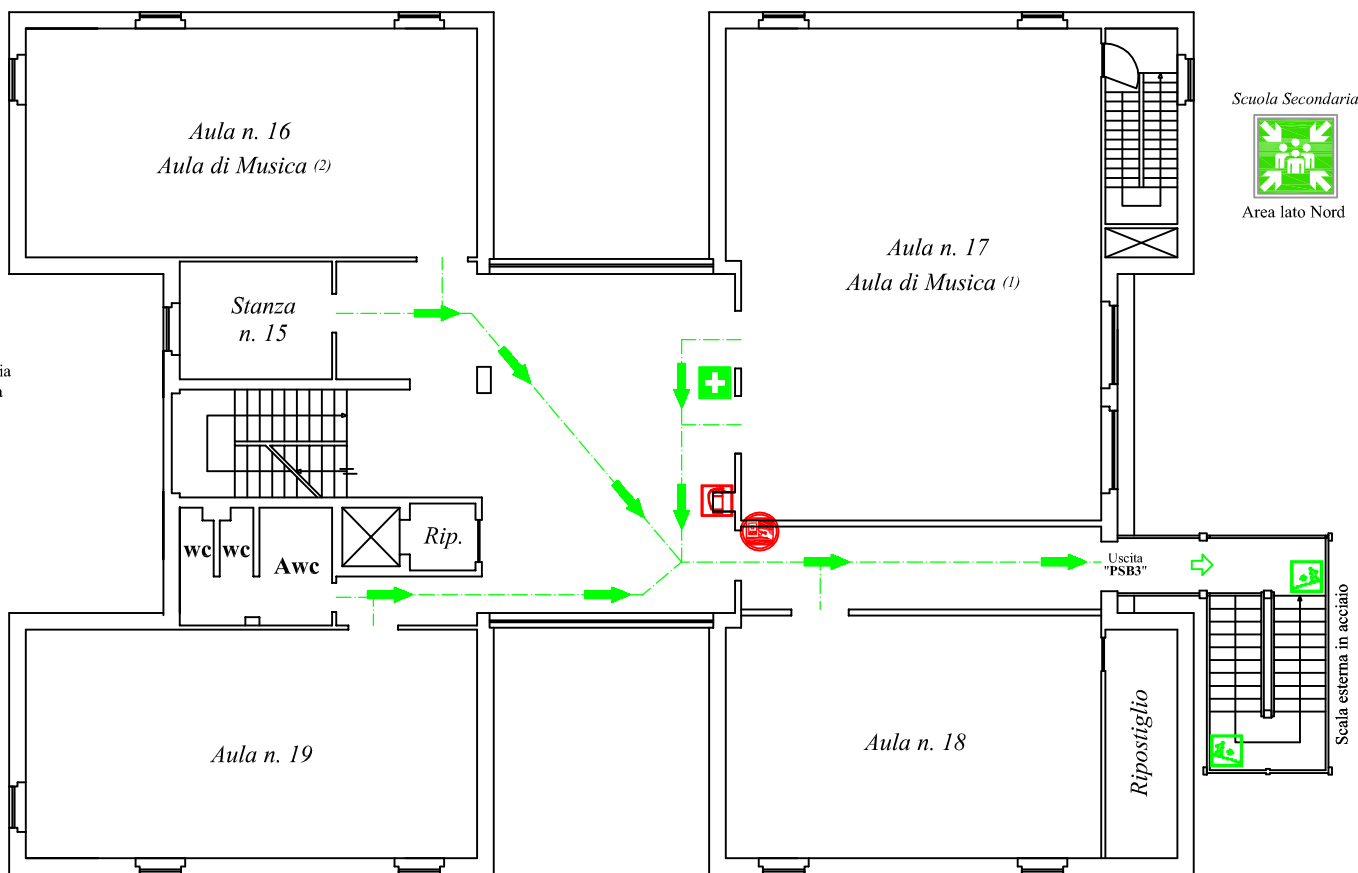 Aula n. 16
Aula di Musica (2)
Aula n. 17
Aula di Musica (1)
Scuola Secondaria
Area lato Nord
Stanza
n. 15
ia
wc
wc
Awc
Rip.
Uscita
"PSB3"
Scala esterna in acciaio
Aula n. 19
Aula n. 18
Ripostiglio